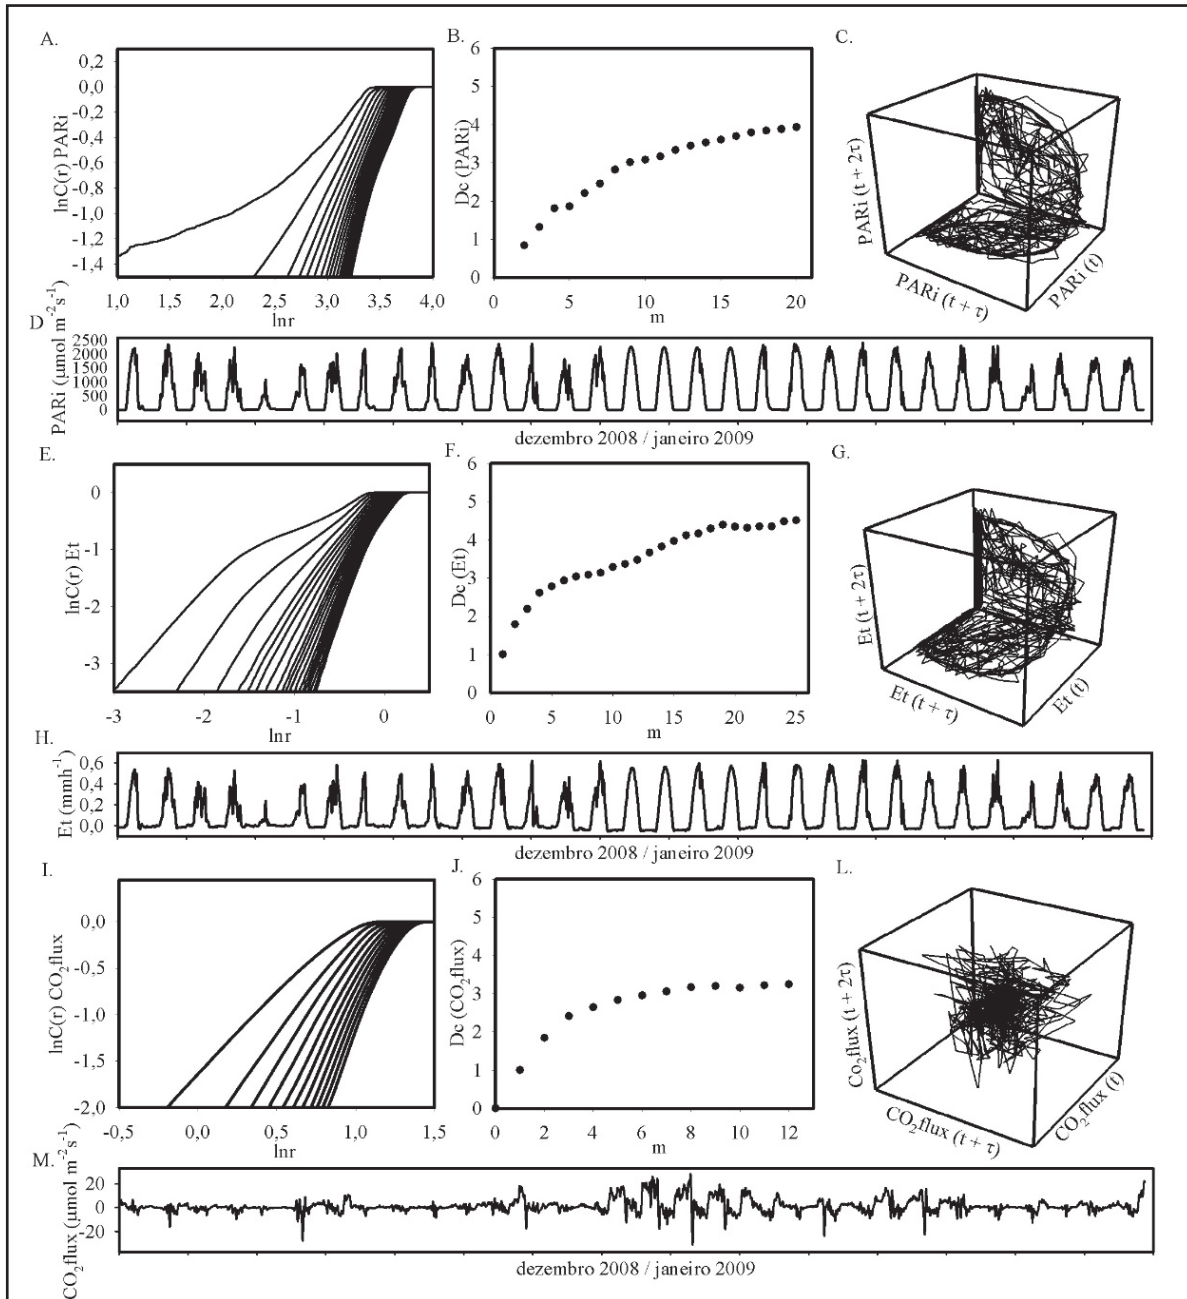 A.
B.
C.
0,2
0,0
-0,2
-0,4
-0,6
-0,8
-1,0
-1,2
-1,4
lnC(r) PARi
1,0 1,5 2,0 2,5 3,0 3,5 4,0
lnr
6
5
4
3
2
1
0
Dc (PARi)
0 5 10 15 20
m
PARi (t + 2τ)
PARi (t + τ)
PARi (t)
D.
PARi (µmol m⁻²s⁻¹)
2500
2000
1500
1000
500
0
dezembro 2008 / janeiro 2009
E.
F.
G.
0
-1
-2
-3
lnC(r) Et
-3 -2 -1 0
lnr
6
5
4
3
2
1
0
Dc (Et)
0 5 10 15 20 25
m
Et (t + 2τ)
Et (t + τ)
Et (t)
H.
Et (mmh⁻¹)
0,6
0,4
0,2
0,0
dezembro 2008 / janeiro 2009
I.
J.
L.
0,0
-0,5
-1,0
-1,5
-2,0
lnC(r) CO₂flux
-0,5 0,0 0,5 1,0 1,5
lnr
6
5
4
3
2
1
0
Dc (CO₂flux)
0 2 4 6 8 10 12
m
Co₂flux (t + 2τ)
CO₂flux (t + τ)
CO₂flux (t)
M.
CO₂flux (µmol m⁻²s⁻¹)
20
0
-20
dezembro 2008 / janeiro 2009